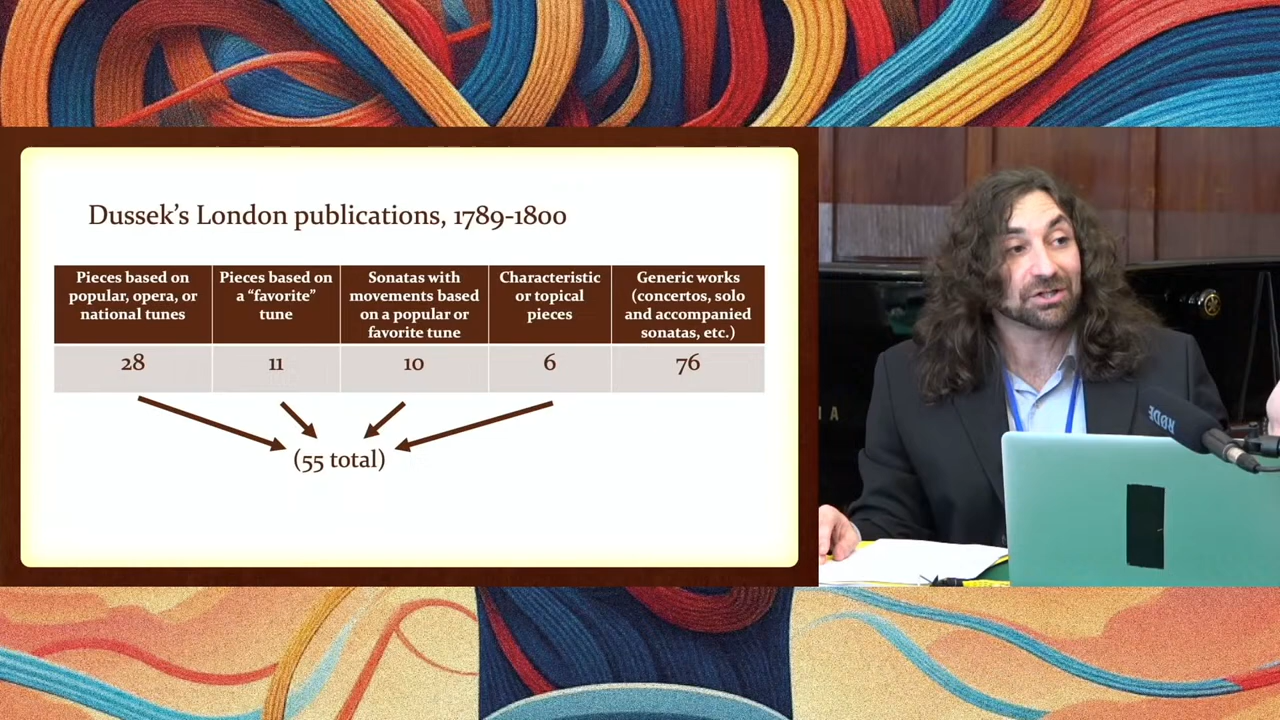 Dussek's London publications, 1789-1800
Pieces based on
popular, opera, or
national tunes
Pieces based on
a “favorite”
tune
Sonatas with
movements based
on a popular or
favorite tune
Characteristic
or topical
pieces
Generic works
(concertos, solo
and accompanied
sonatas, etc.)
28
11
10
6
76
(55 total)
RØDE
I A